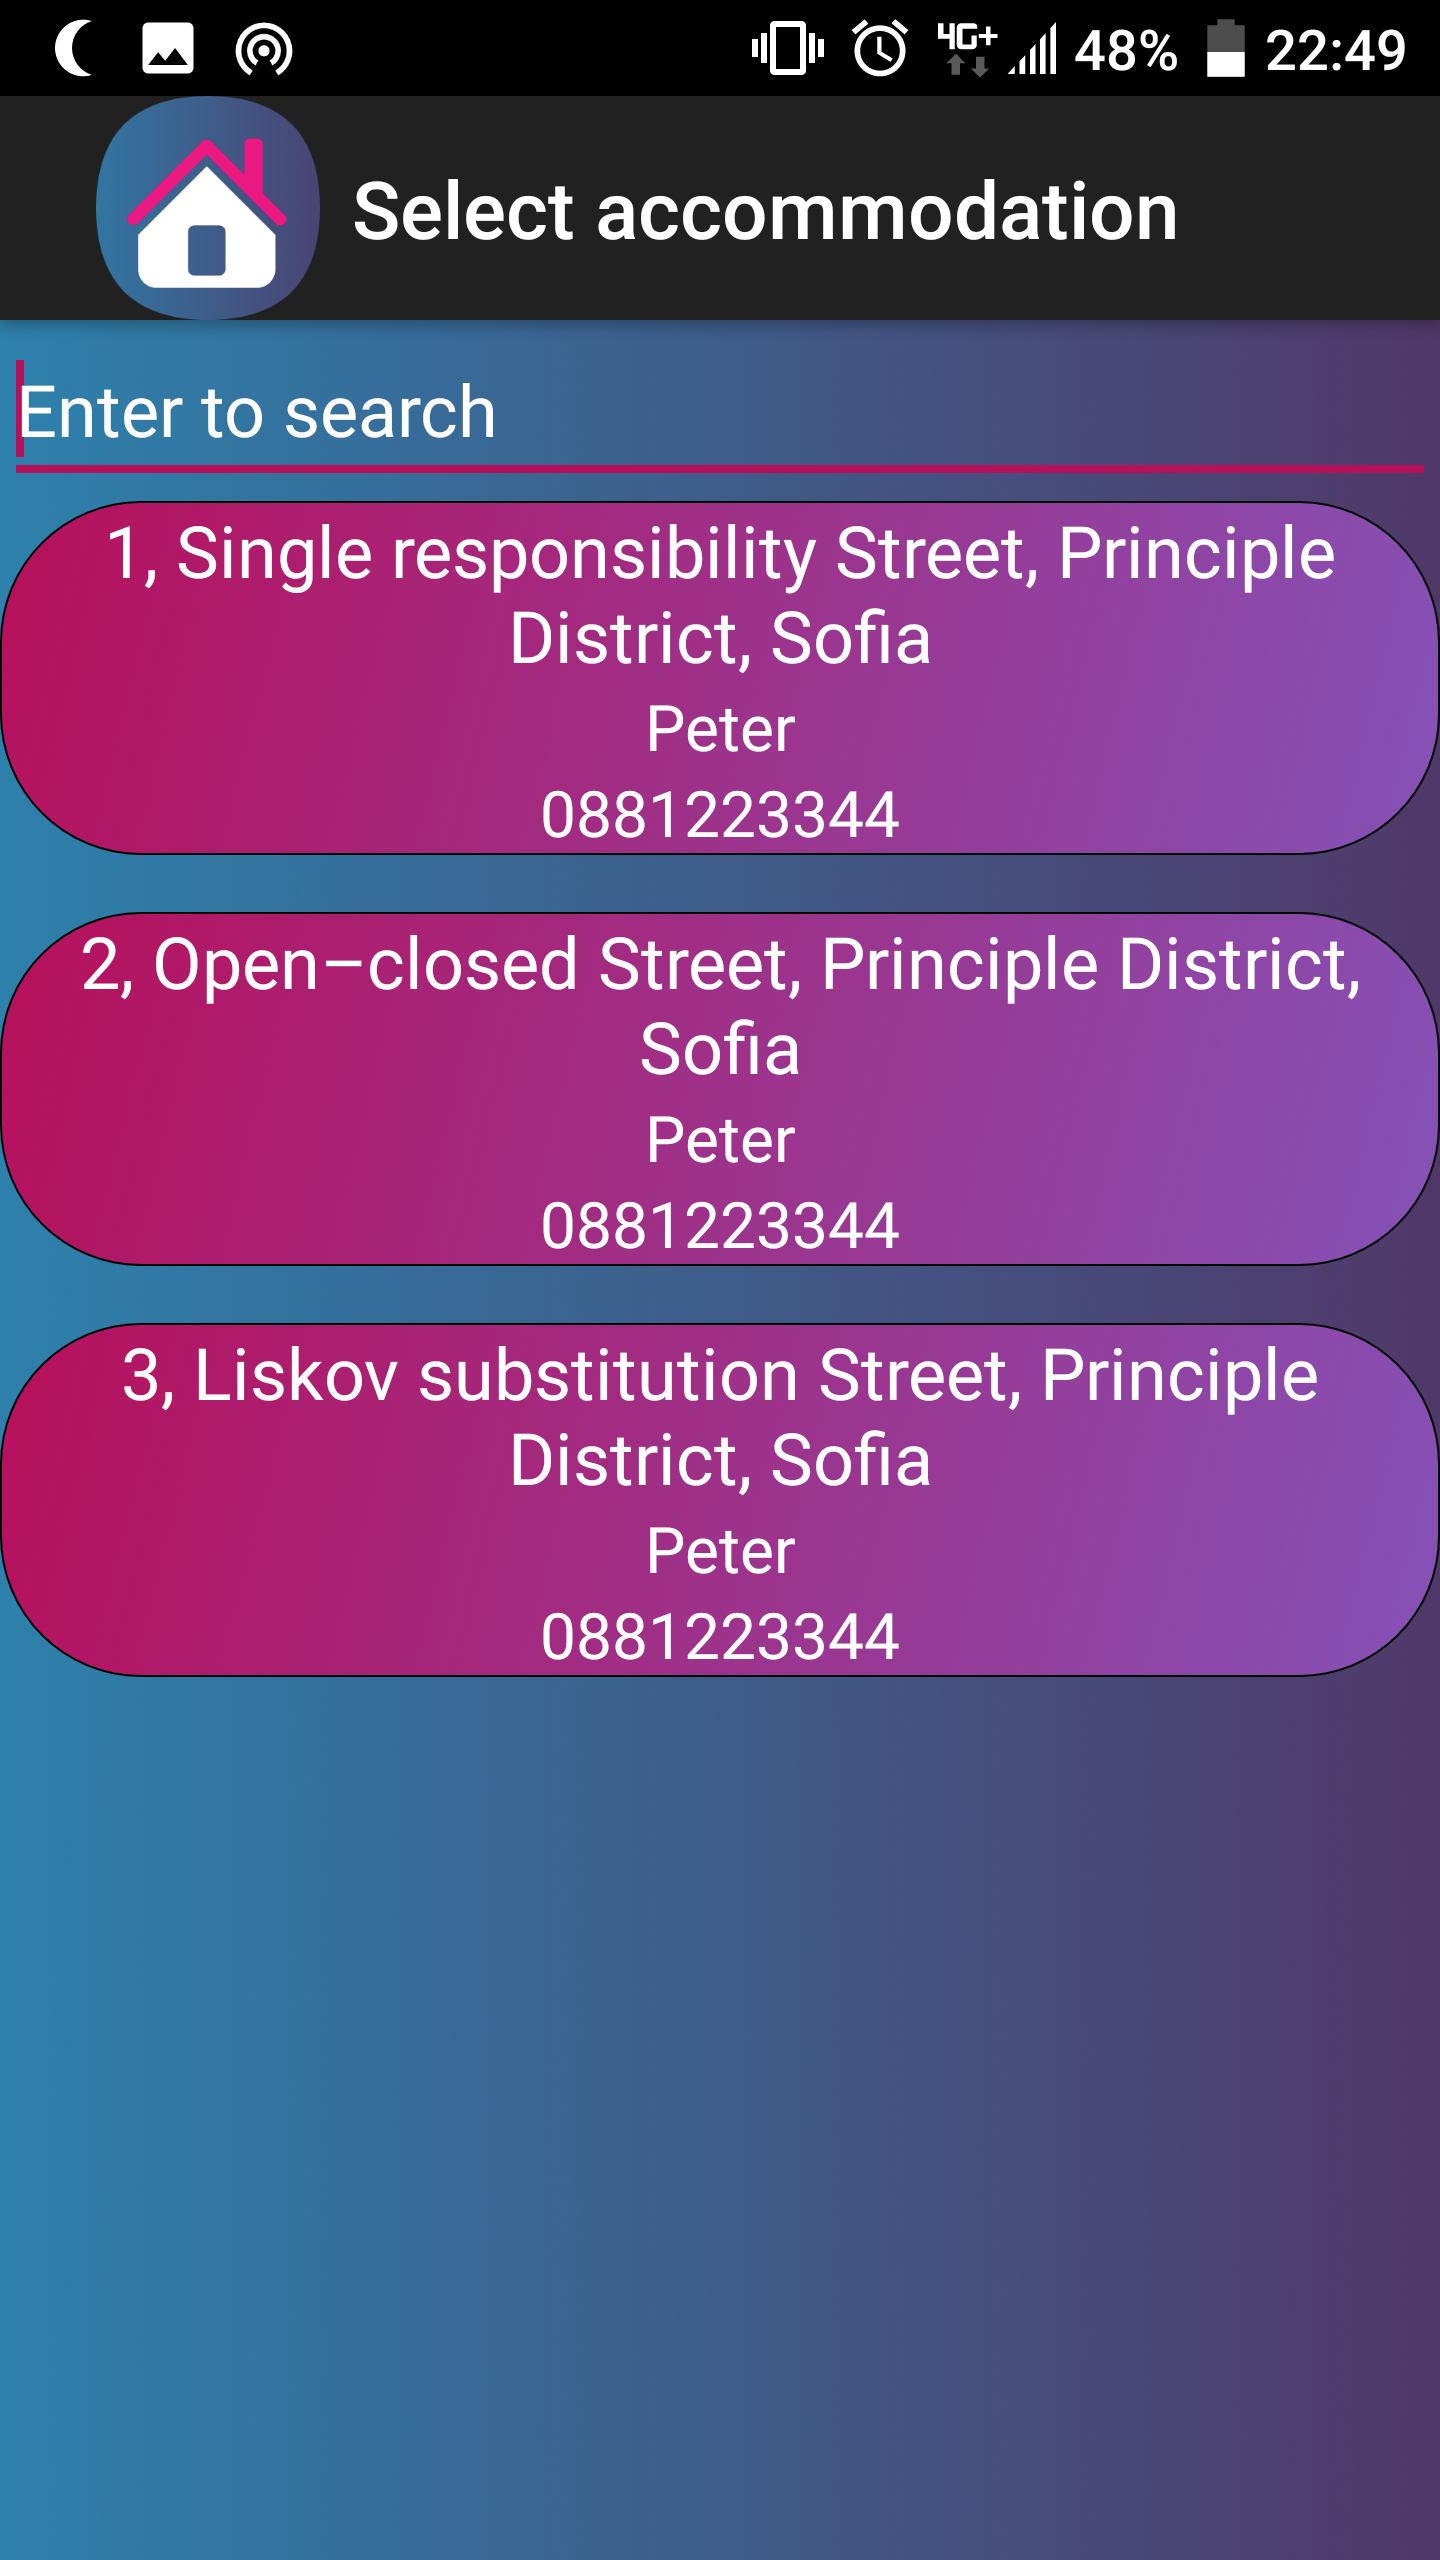 4G+ 48% 22:49
Select accommodation
Enter to search
1, Single responsibility Street, Principle
District, Sofia
Peter
0881223344
2, Open–closed Street, Principle District,
Sofia
Peter
0881223344
3, Liskov substitution Street, Principle
District, Sofia
Peter
0881223344